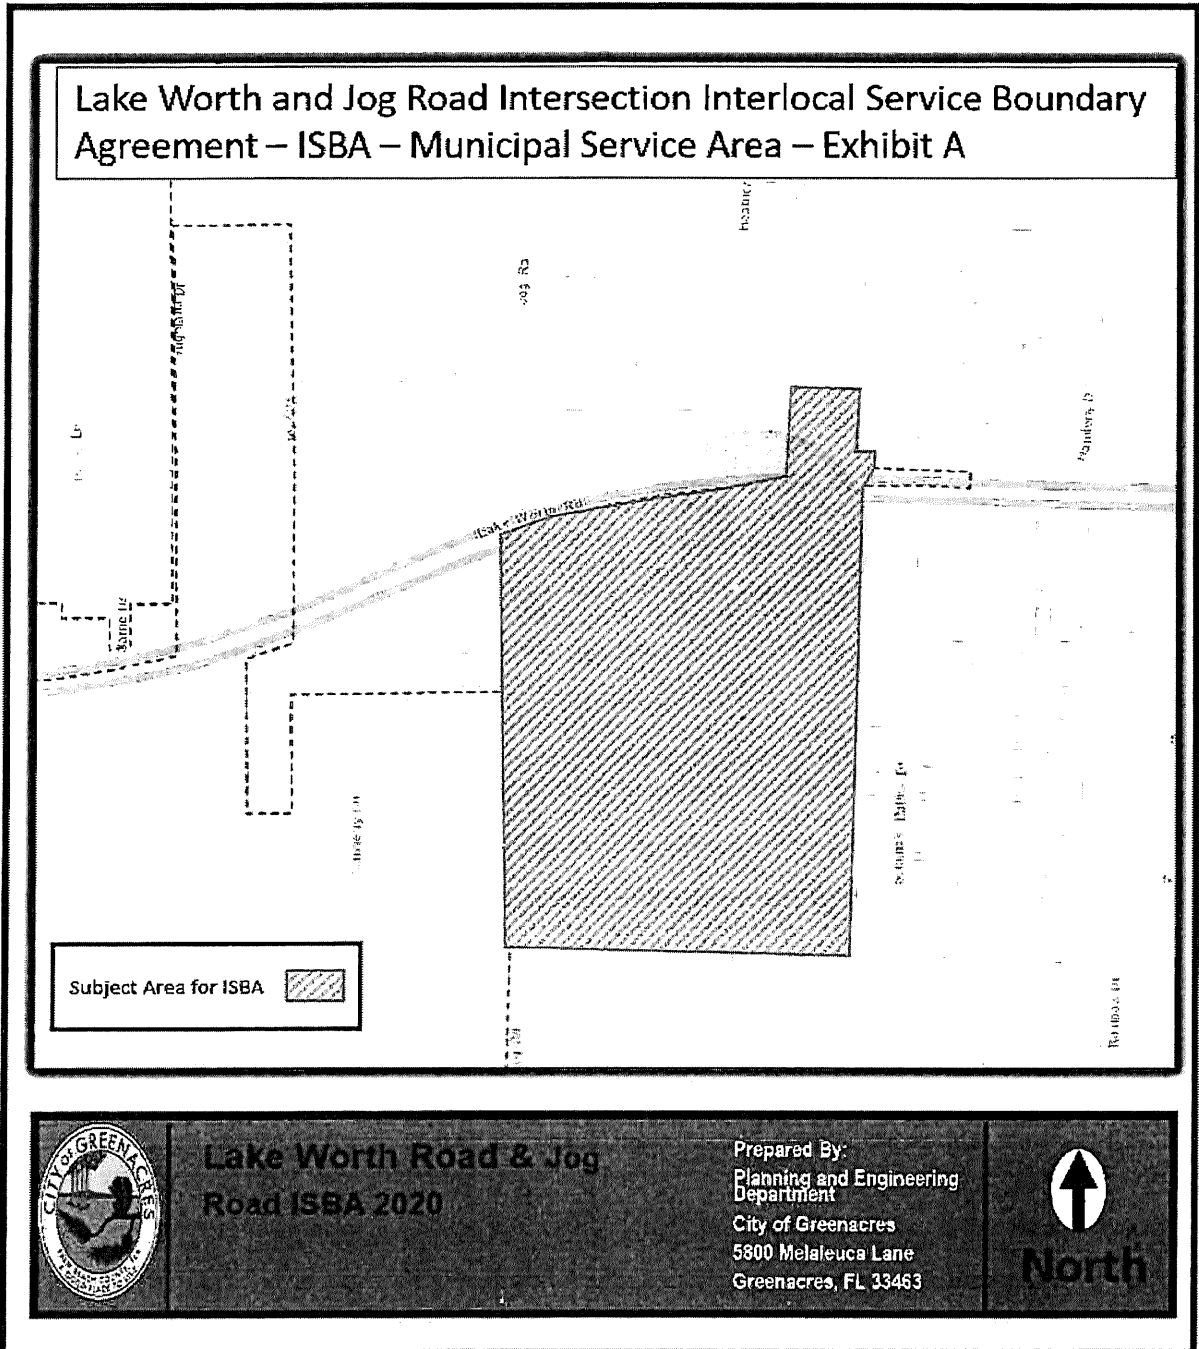 Lake Worth and Jog Road Intersection Interlocal Service Boundary
Agreement – ISBA – Municipal Service Area – Exhibit A
Jog Rd
Lake Worth Rd
Subject Area for ISBA
CITY OF GREENACRES
Lake Worth Road & Jog
Road ISBA 2020
Prepared By:
Planning and Engineering
Department
City of Greenacres
5800 Melaleuca Lane
Greenacres, FL 33463
North